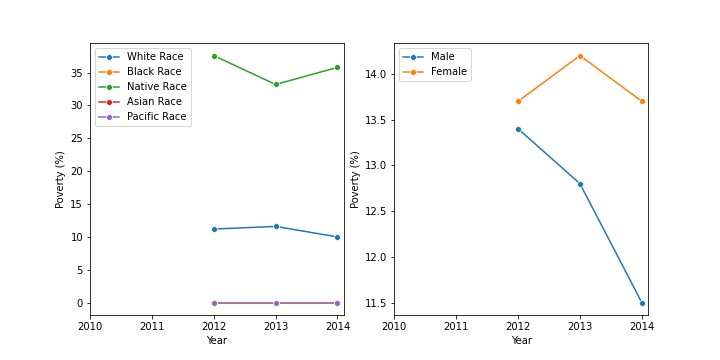 White Race
Black Race
Native Race
Asian Race
Pacific Race
35
30
25
20
15
10
5
0
Poverty (%)
2010 2011 2012 2013 2014
Year
Male
Female
14.0
13.5
13.0
12.5
12.0
11.5
Poverty (%)
2010 2011 2012 2013 2014
Year